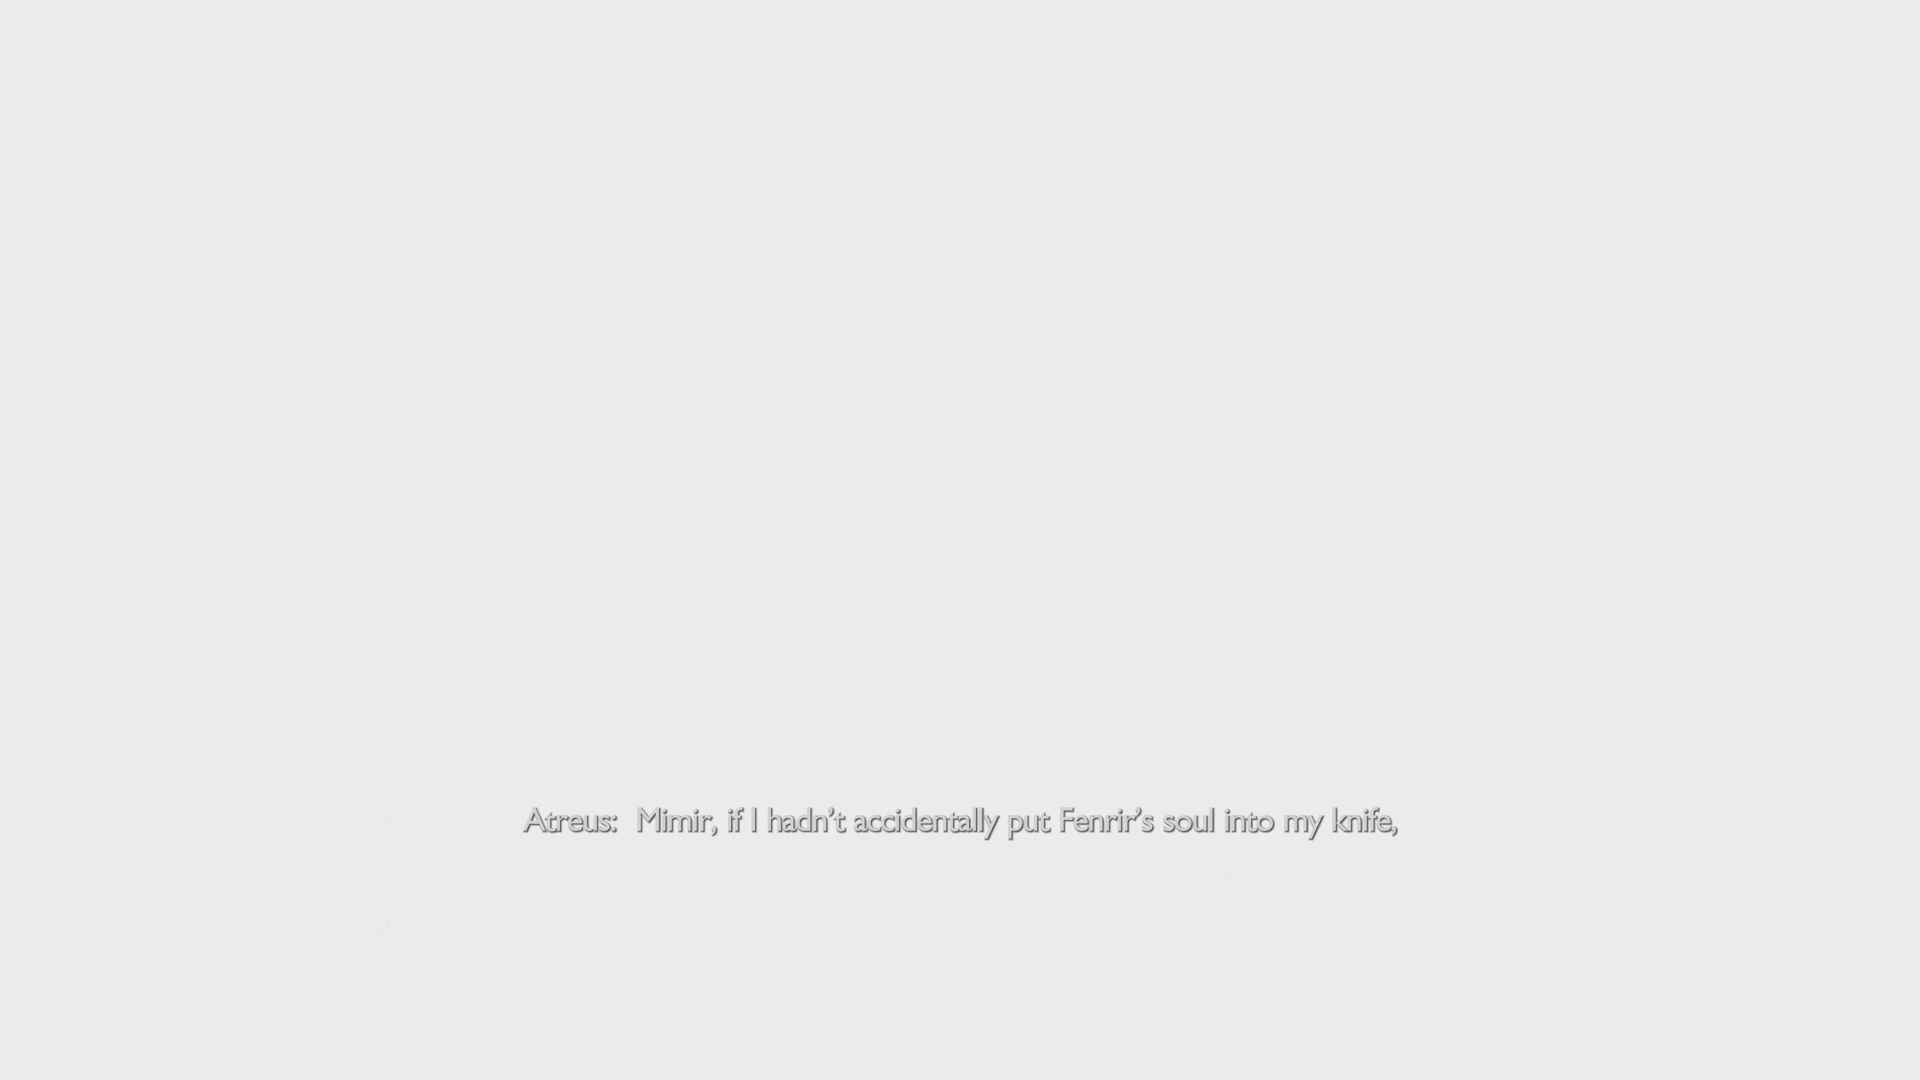 Atreus: Mimir, if I hadn’t accidentally put Fenrir’s soul into my knife,